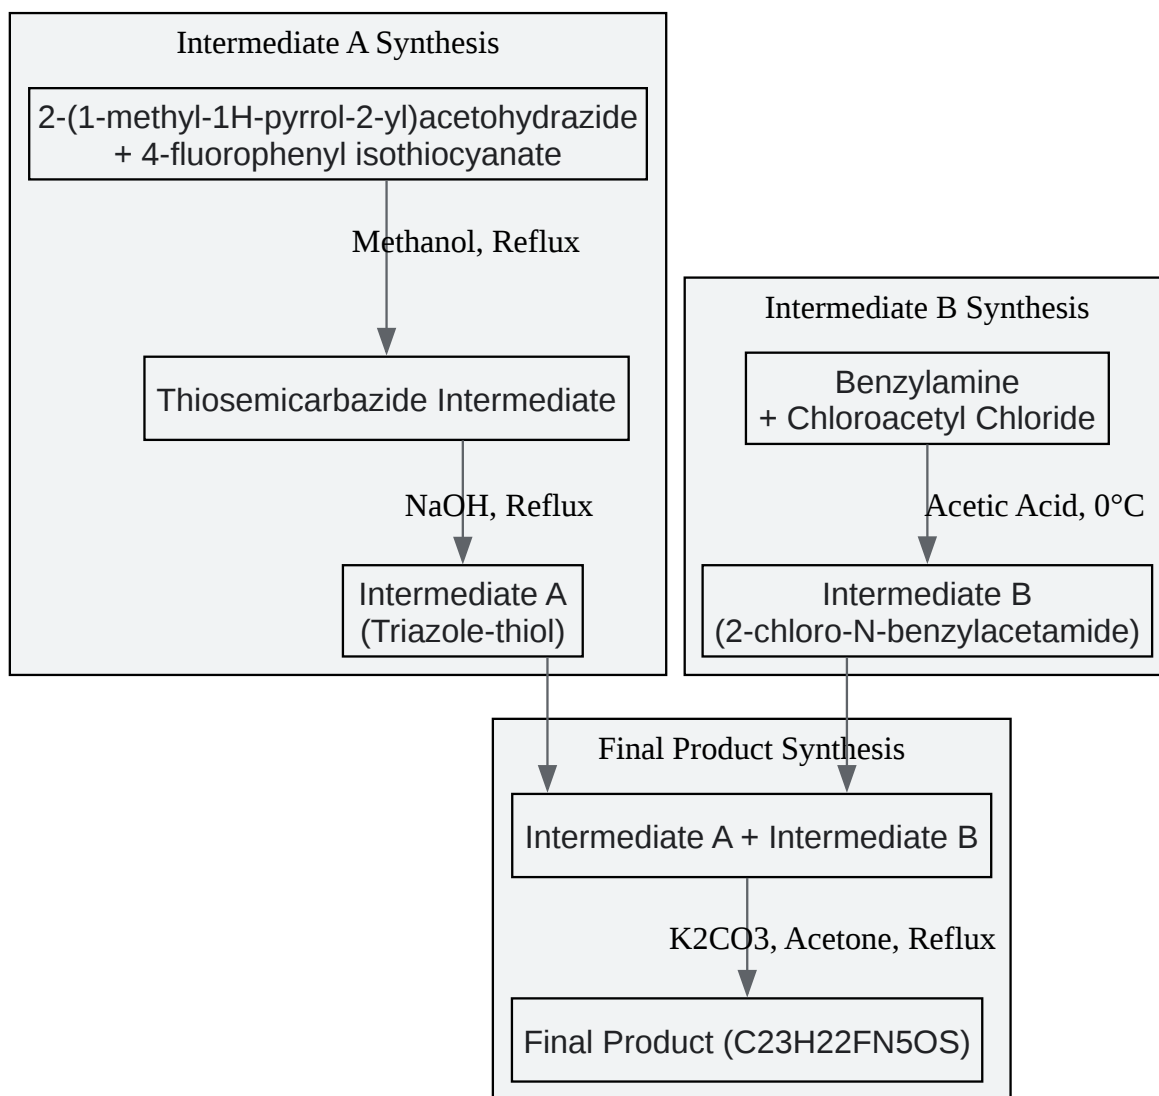 Intermediate A Synthesis
2-(1-methyl-1H-pyrrol-2-yl)acetohydrazide
+ 4-fluorophenyl isothiocyanate
Methanol, Reflux
Thiosemicarbazide Intermediate
NaOH, Reflux
Intermediate A
(Triazole-thiol)
Intermediate B Synthesis
Benzylamine
+ Chloroacetyl Chloride
Acetic Acid, 0°C
Intermediate B
(2-chloro-N-benzylacetamide)
Final Product Synthesis
Intermediate A + Intermediate B
K2CO3, Acetone, Reflux
Final Product (C23H22FN5OS)